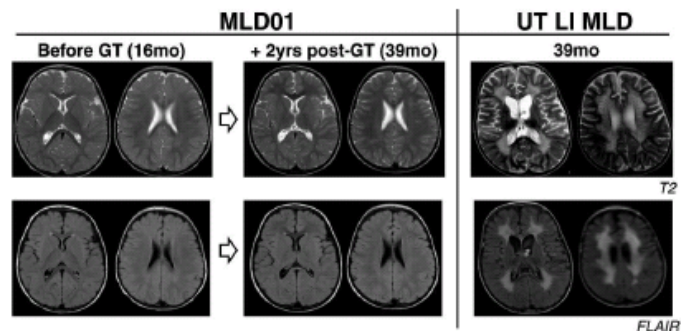 MLD01
UT LI MLD
Before GT (16mo)
+ 2yrs post-GT (39mo)
39mo
T2
FLAIR